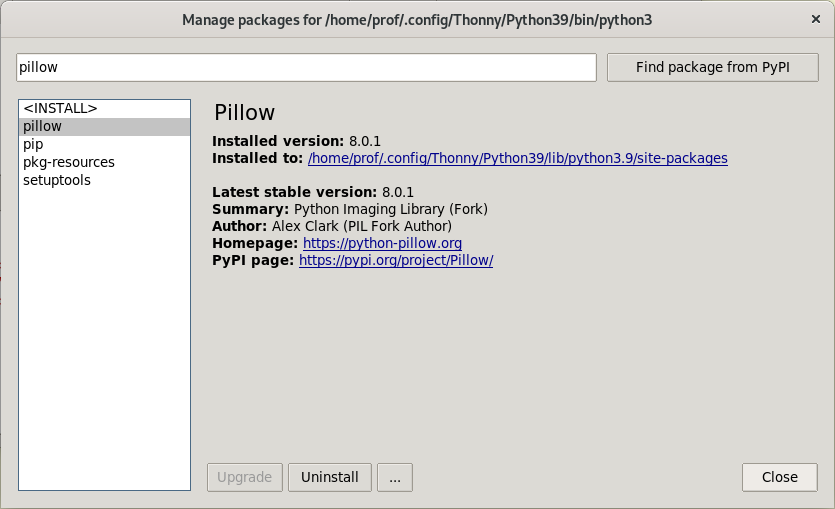 Manage packages for /home/prof/.config/Thonny/Python39/bin/python3
×
pillow
Find package from PyPI
<INSTALL>
pillow
pip
pkg-resources
setuptools
Pillow
Installed version: 8.0.1
Installed to: /home/prof/.config/Thonny/Python39/lib/python3.9/site-packages
Latest stable version: 8.0.1
Summary: Python Imaging Library (Fork)
Author: Alex Clark (PIL Fork Author)
Homepage: https://python-pillow.org
PyPI page: https://pypi.org/project/Pillow/
Upgrade
Uninstall
...
Close